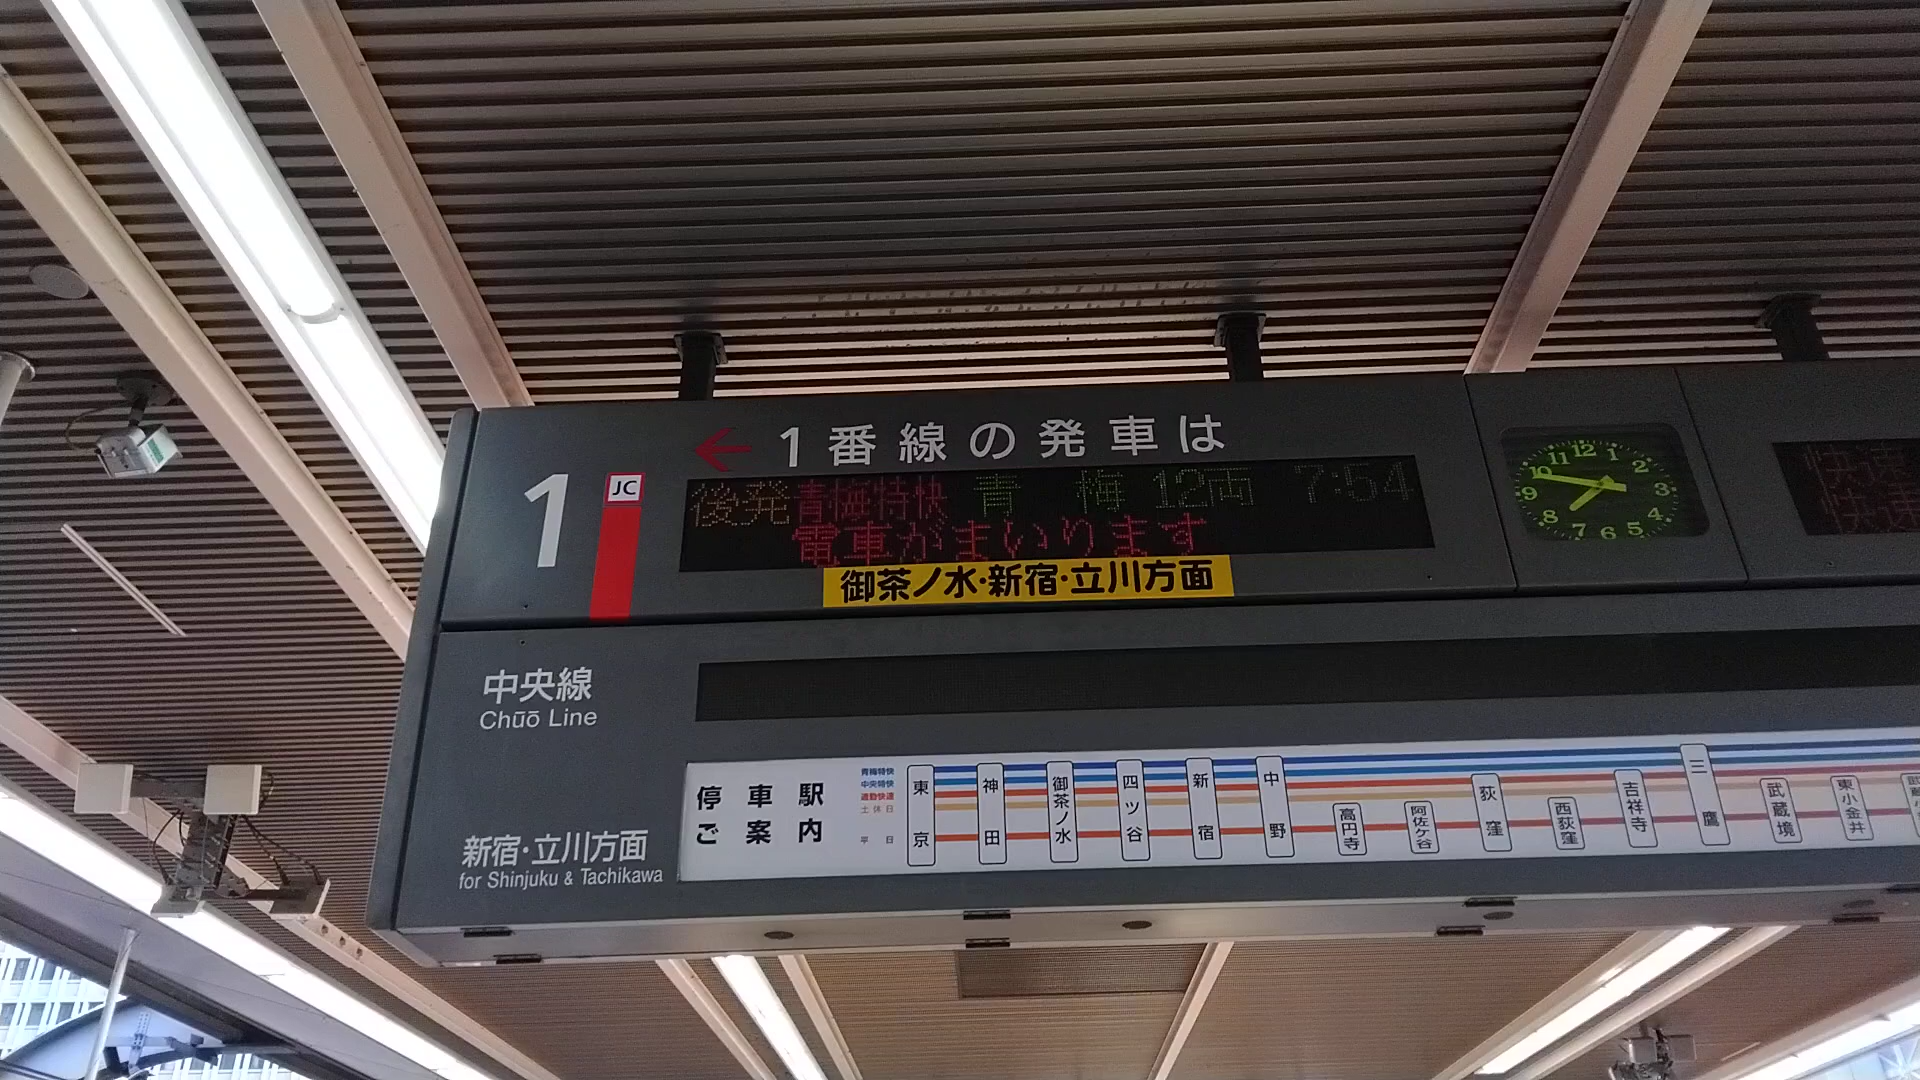 1
JC
← 1番線の発車は
後発 青梅特快 青 梅 12両 7:54
電車がまいります
御茶ノ水・新宿・立川方面
12 1 2 3 4 5 6 7 8 9 10 11
快速
快速
中央線
Chūō Line
新宿・立川方面
for Shinjuku & Tachikawa
停車駅
ご案内
青梅特快
中央特快
通勤快速
土休日
平日
東京
神田
御茶ノ水
四ツ谷
新宿
中野
高円寺
阿佐ケ谷
荻窪
西荻窪
吉祥寺
三鷹
武蔵境
東小金井